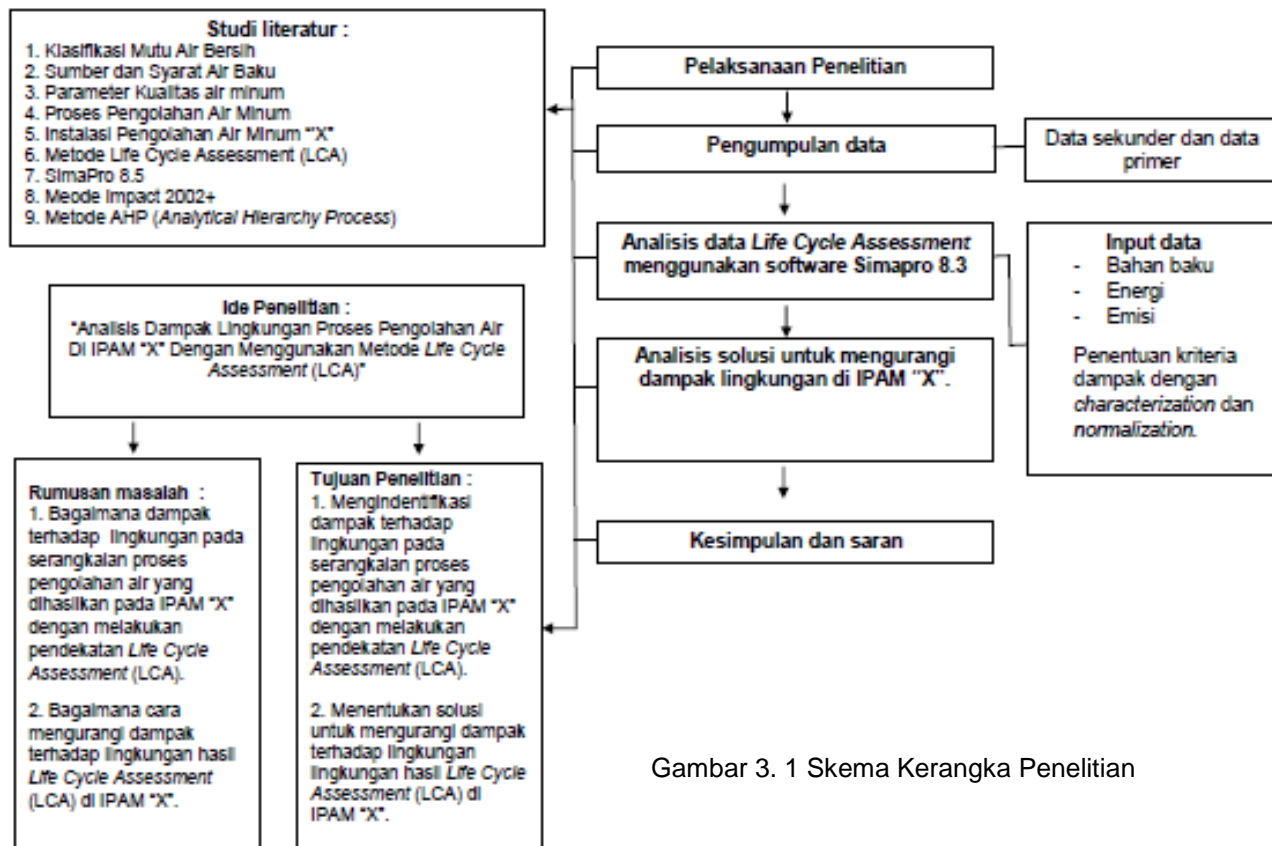 Studi literatur :
1. Klasifikasi Mutu Air Bersih
2. Sumber dan Syarat Air Baku
3. Parameter Kualitas air minum
4. Proses Pengolahan Air Minum
5. Instalasi Pengolahan Air Minum "X"
6. Metode Life Cycle Assessment (LCA)
7. SimaPro 8.5
8. Meode Impact 2002+
9. Metode AHP (Analytical Hierarchy Process)
Ide Penelitian :
"Analisis Dampak Lingkungan Proses Pengolahan Air
Di IPAM "X" Dengan Menggunakan Metode Life Cycle
Assessment (LCA)"
Rumusan masalah :
1. Bagaimana dampak
terhadap lingkungan pada
serangkaian proses
pengolahan air yang
dihasilkan pada IPAM "X"
dengan melakukan
pendekatan Life Cycle
Assessment (LCA).
2. Bagaimana cara
mengurangi dampak
terhadap lingkungan hasil
Life Cycle Assessment
(LCA) di IPAM "X".
Tujuan Penelitian :
1. Mengindentifikasi
dampak terhadap
lingkungan pada
serangkaian proses
pengolahan air yang
dihasilkan pada IPAM "X"
dengan melakukan
pendekatan Life Cycle
Assessment (LCA).
2. Menentukan solusi
untuk mengurangi dampak
terhadap lingkungan
lingkungan hasil Life Cycle
Assessment (LCA) di
IPAM "X".
Pelaksanaan Penelitian
Pengumpulan data
Data sekunder dan data
primer
Analisis data Life Cycle Assessment
menggunakan software Simapro 8.3
Input data
- Bahan baku
- Energi
- Emisi
Penentuan kriteria
dampak dengan
characterization dan
normalization.
Analisis solusi untuk mengurangi
dampak lingkungan di IPAM "X".
Kesimpulan dan saran
Gambar 3. 1 Skema Kerangka Penelitian